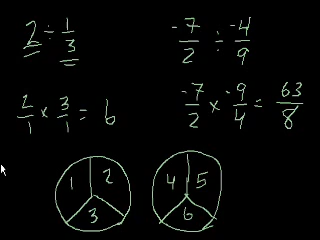 2 ÷ 1/3
2/1 × 3/1 = 6
-7/2 ÷ -4/9
-7/2 × -9/4 = 63/8
1 2 3
4 5 6